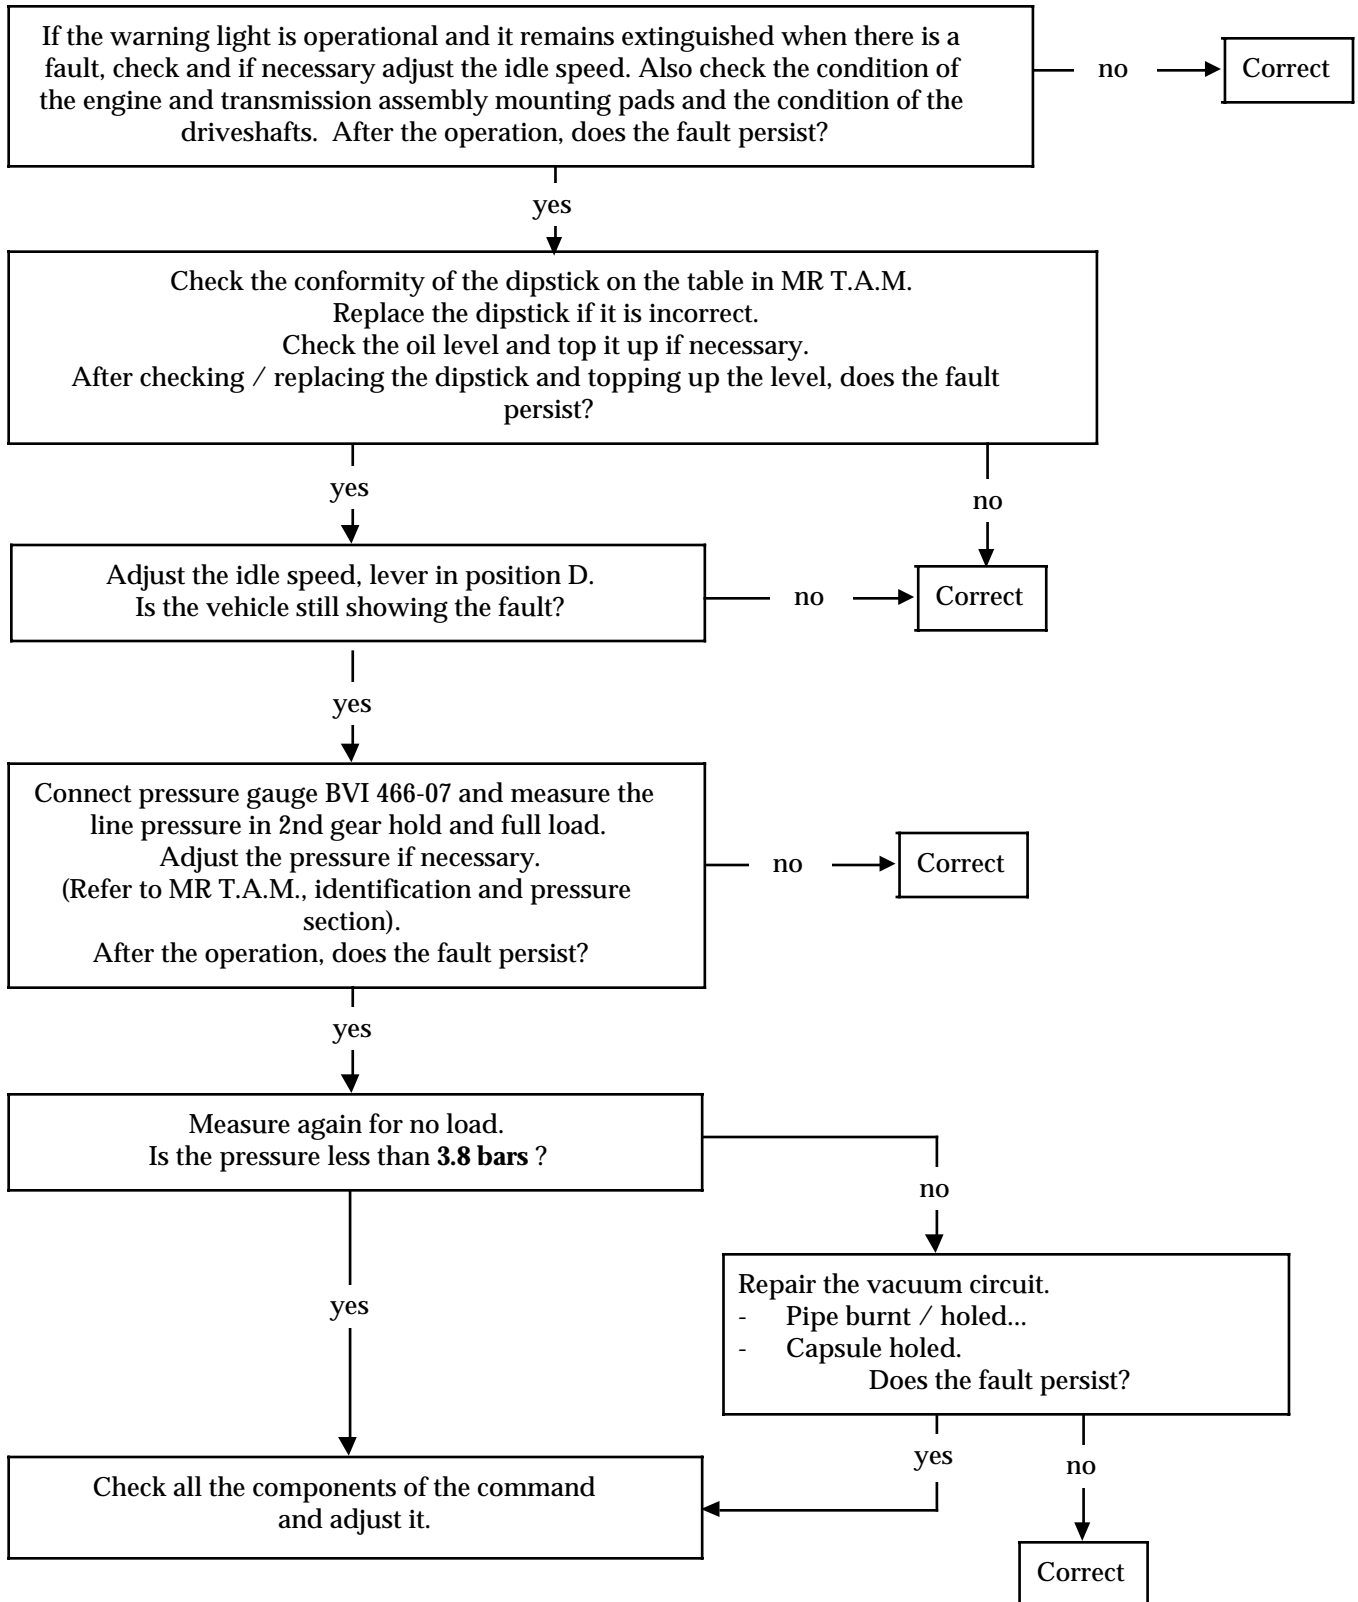 If the warning light is operational and it remains extinguished when there is a
fault, check and if necessary adjust the idle speed. Also check the condition of
the engine and transmission assembly mounting pads and the condition of the
driveshafts. After the operation, does the fault persist?
no
Correct
yes
Check the conformity of the dipstick on the table in MR T.A.M.
Replace the dipstick if it is incorrect.
Check the oil level and top it up if necessary.
After checking / replacing the dipstick and topping up the level, does the fault
persist?
yes
no
Adjust the idle speed, lever in position D.
Is the vehicle still showing the fault?
no
Correct
yes
Connect pressure gauge BVI 466-07 and measure the
line pressure in 2nd gear hold and full load.
Adjust the pressure if necessary.
(Refer to MR T.A.M., identification and pressure
section).
After the operation, does the fault persist?
no
Correct
yes
Measure again for no load.
Is the pressure less than 3.8 bars ?
no
yes
Repair the vacuum circuit.
- Pipe burnt / holed...
- Capsule holed.
Does the fault persist?
yes
no
Check all the components of the command
and adjust it.
Correct